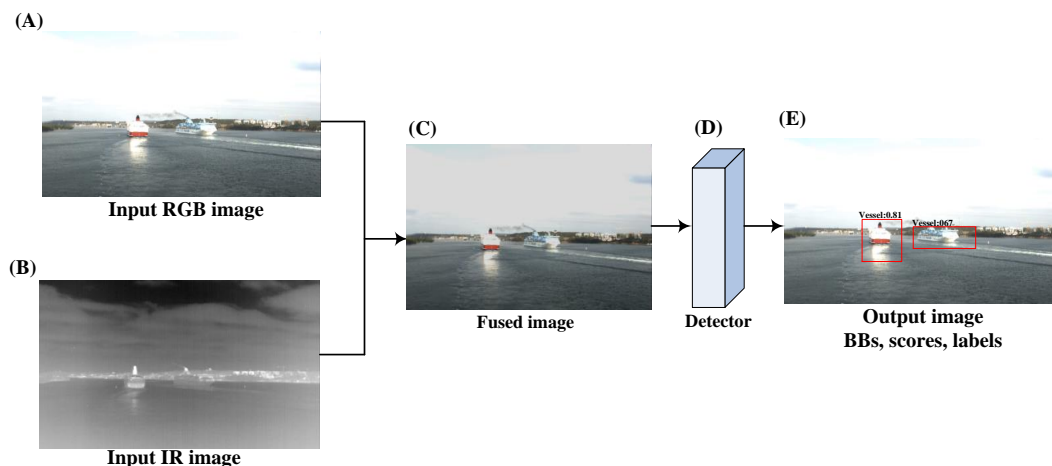 (A)
Input RGB image
(B)
Input IR image
(C)
Fused image
(D)
Detector
(E)
Vessel:0.81
Vessel:067
Output image
BBs, scores, labels